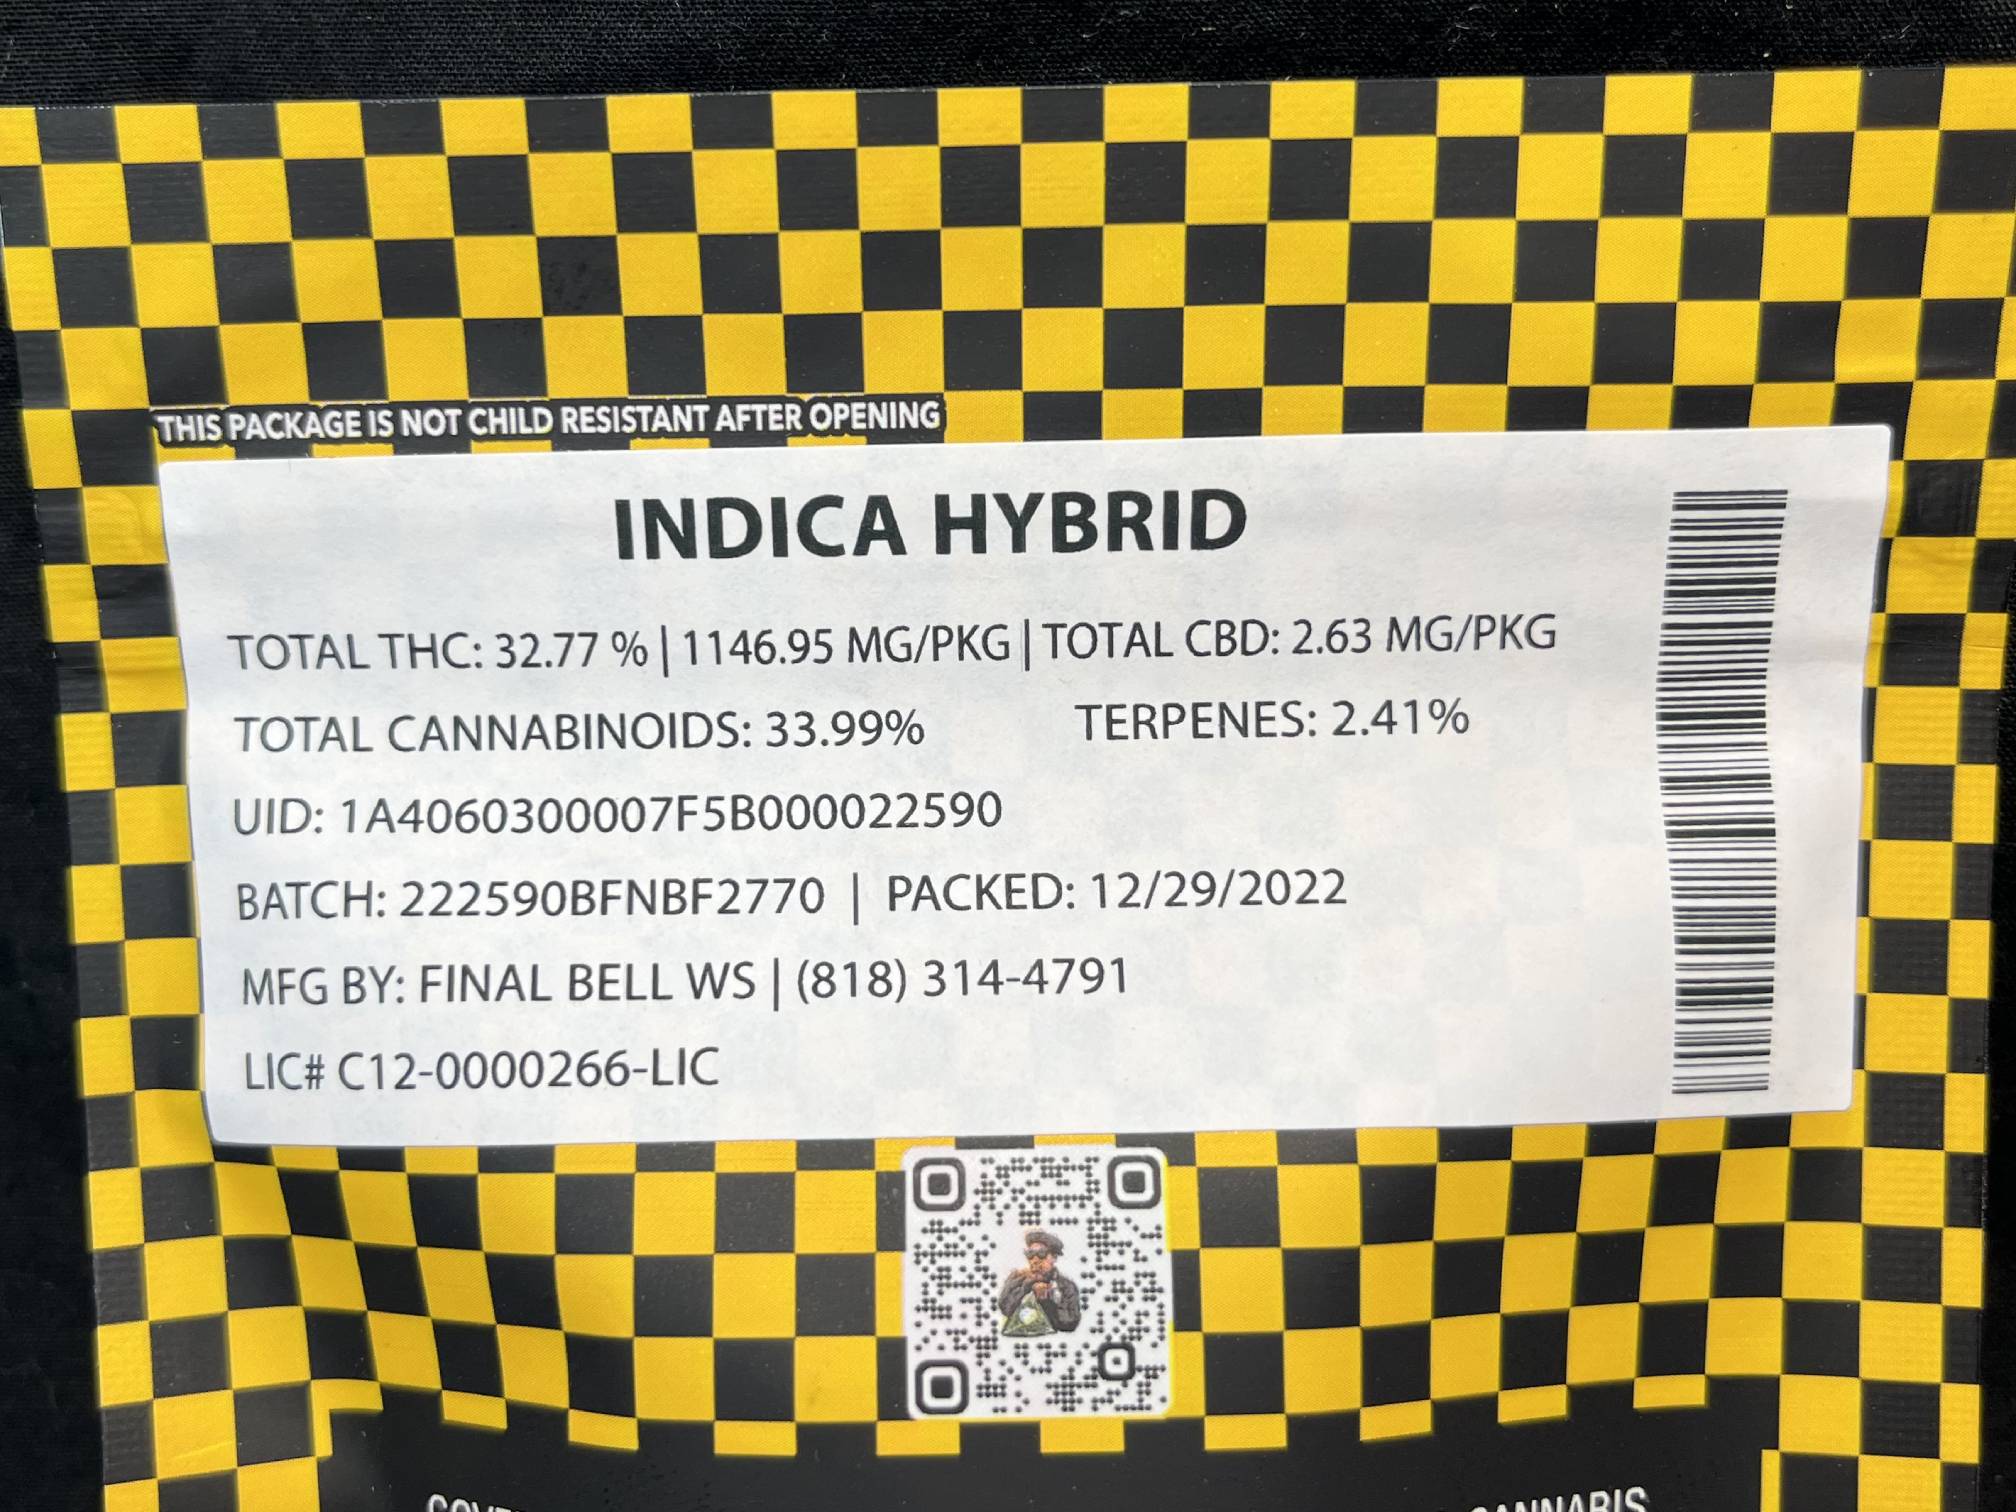 THIS PACKAGE IS NOT CHILD RESISTANT AFTER OPENING
INDICA HYBRID
TOTAL THC: 32.77 % | 1146.95 MG/PKG | TOTAL CBD: 2.63 MG/PKG
TOTAL CANNABINOIDS: 33.99% TERPENES: 2.41%
UID: 1A4060300007F5B000022590
BATCH: 222590BFNBF2770 | PACKED: 12/29/2022
MFG BY: FINAL BELL WS | (818) 314-4791
LIC# C12-0000266-LIC
CANNABIS